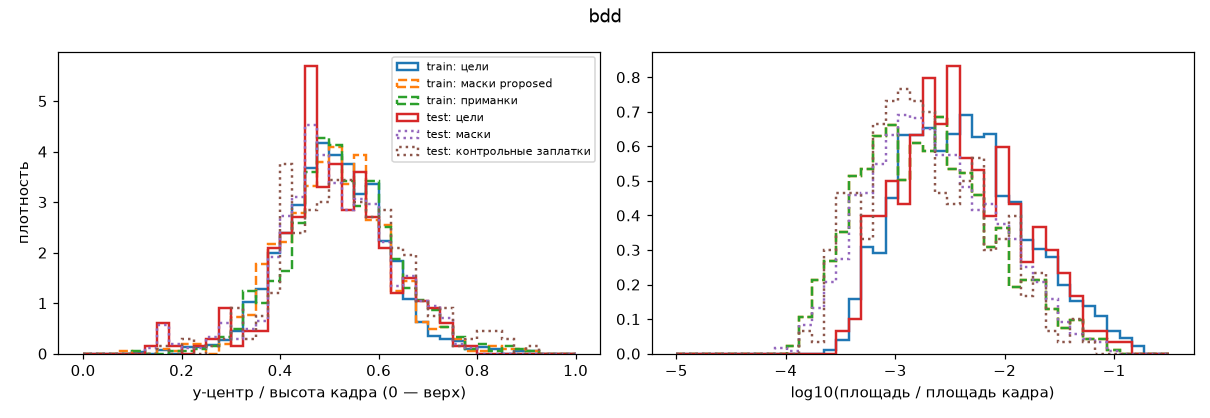 bdd
плотность
5
4
3
2
1
0
train: цели
train: маски proposed
train: приманки
test: цели
test: маски
test: контрольные заплатки
0.0 0.2 0.4 0.6 0.8 1.0
y-центр / высота кадра (0 — верх)
0.8
0.7
0.6
0.5
0.4
0.3
0.2
0.1
0.0
−5 −4 −3 −2 −1
log10(площадь / площадь кадра)